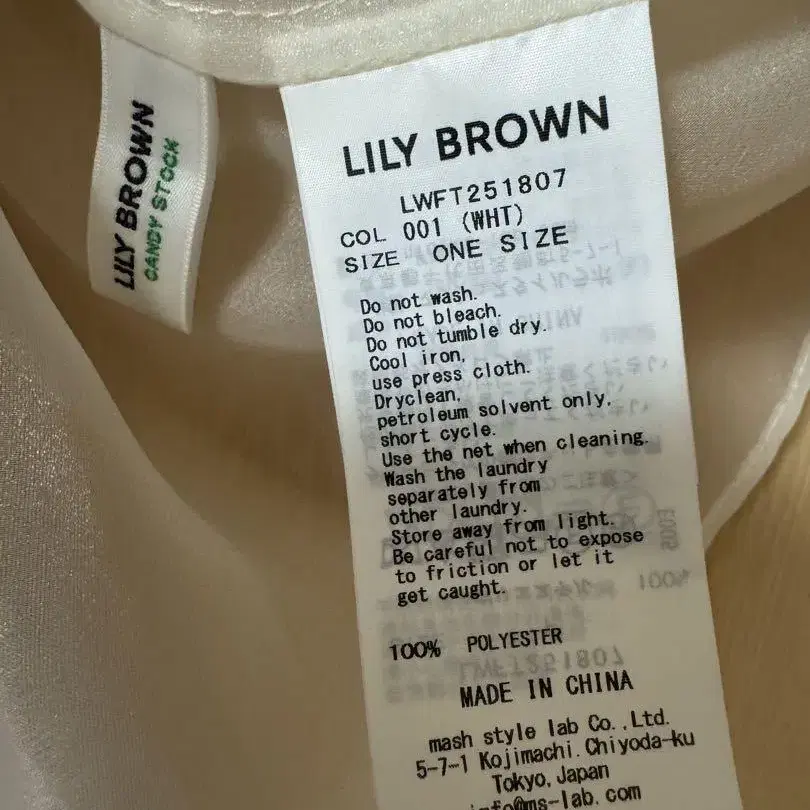 LILY BROWN
CANDY STOCK
LILY BROWN
LWFT251807
COL 001 (WHT)
SIZE ONE SIZE
Do not wash.
Do not bleach.
Do not tumble dry.
Cool iron,
use press cloth.
Dryclean,
petroleum solvent only,
short cycle.
Use the net when cleaning.
Wash the laundry
separately from
other laundry.
Store away from light.
Be careful not to expose
to friction or let it
get caught.
100% POLYESTER
MADE IN CHINA
mash style lab Co.,Ltd.
5-7-1 Kojimachi.Chiyoda-ku
Tokyo,Japan
info@ms-lab.com